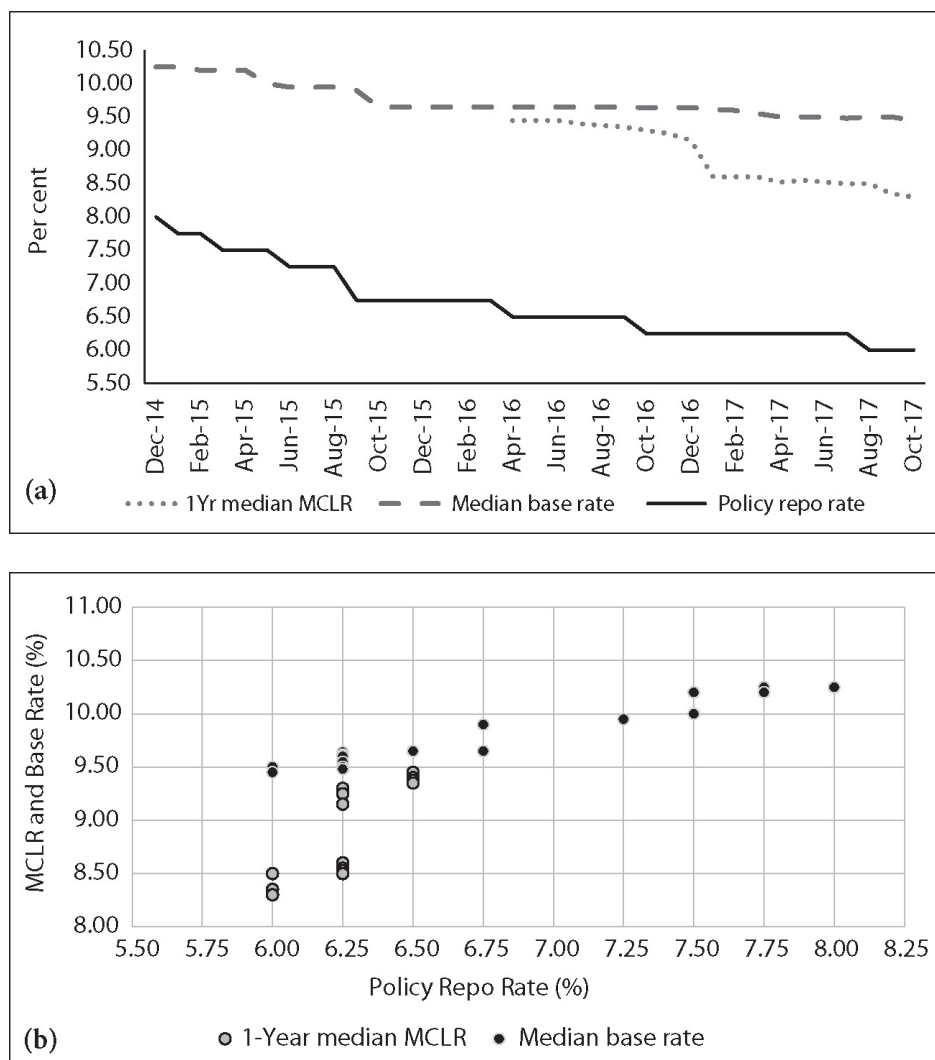 10.50
10.00
9.50
9.00
8.50
8.00
7.50
7.00
6.50
6.00
5.50
Per cent
Dec-14
Feb-15
Apr-15
Jun-15
Aug-15
Oct-15
Dec-15
Feb-16
Apr-16
Jun-16
Aug-16
Oct-16
Dec-16
Feb-17
Apr-17
Jun-17
Aug-17
Oct-17
(a)
1Yr median MCLR Median base rate Policy repo rate
11.00
10.50
10.00
9.50
9.00
8.50
8.00
MCLR and Base Rate (%)
5.50 5.75 6.00 6.25 6.50 6.75 7.00 7.25 7.50 7.75 8.00 8.25
Policy Repo Rate (%)
(b)
1-Year median MCLR Median base rate